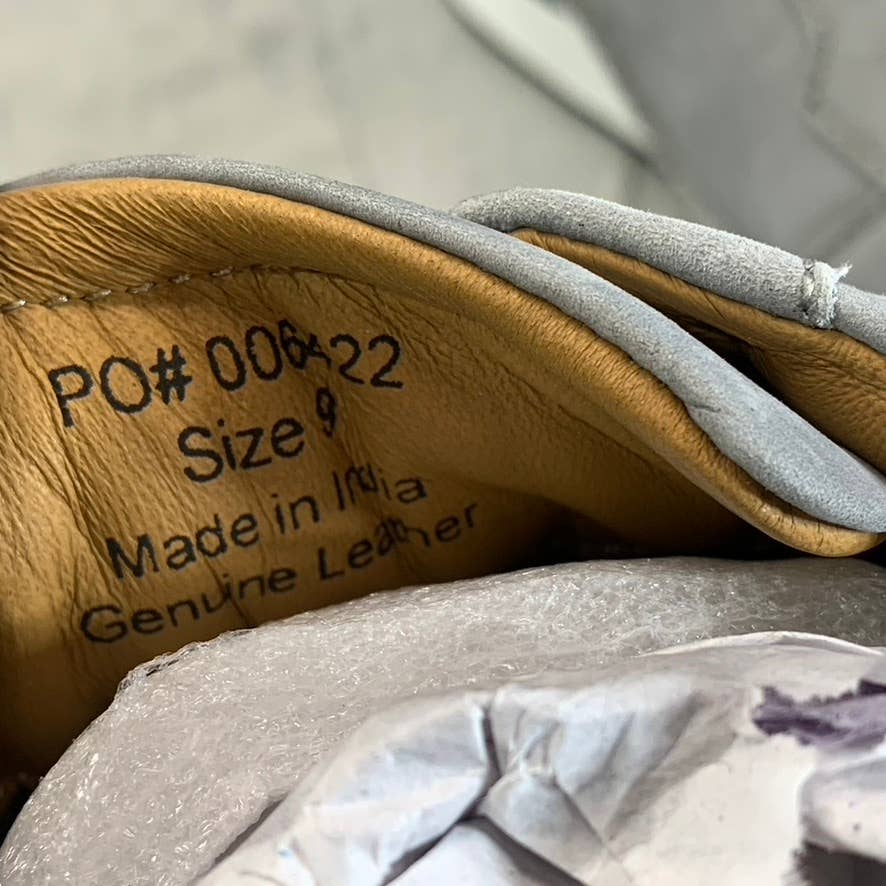 PO# 006422
Size 9
Made in India
Genuine Leather